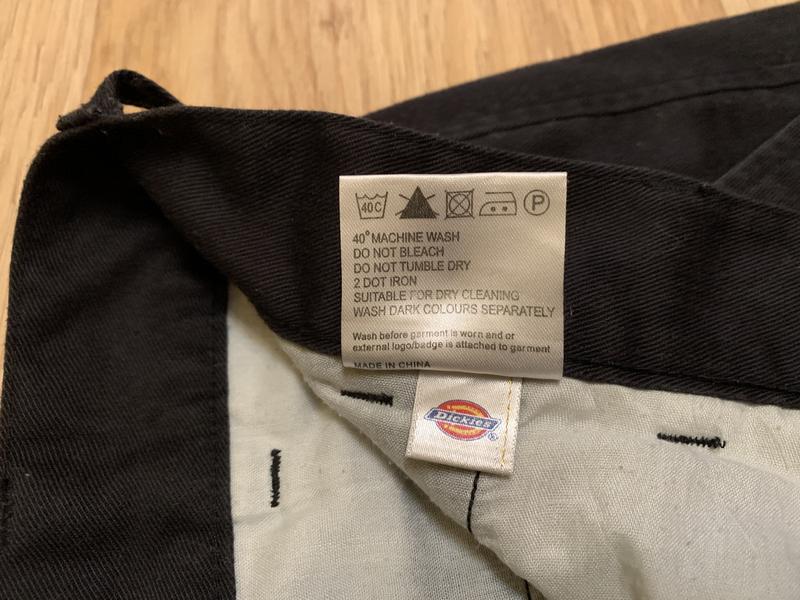 40C P
40° MACHINE WASH
DO NOT BLEACH
DO NOT TUMBLE DRY
2 DOT IRON
SUITABLE FOR DRY CLEANING
WASH DARK COLOURS SEPARATELY
Wash before garment is worn and or
external logo/badge is attached to garment
MADE IN CHINA
Dickies®